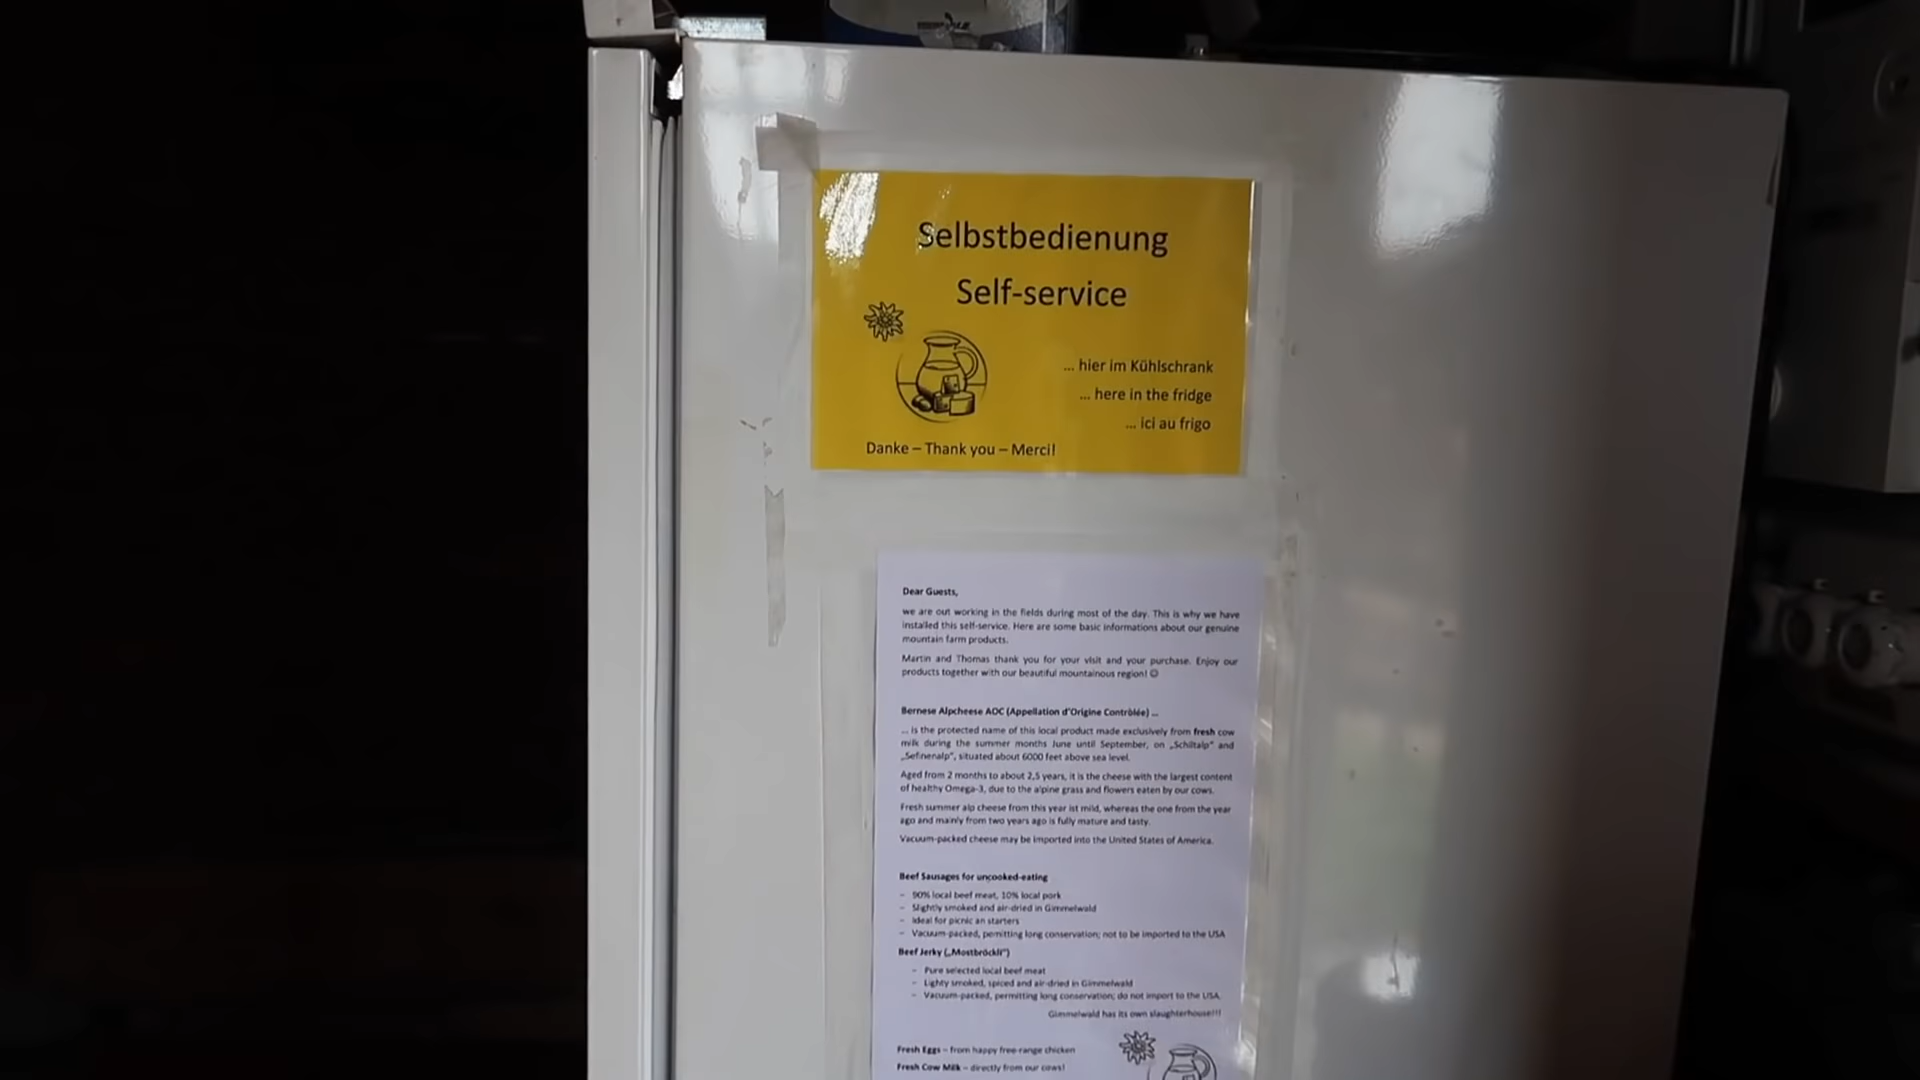 Selbstbedienung
Self-service
... hier im Kühlschrank
... here in the fridge
... ici au frigo
Danke – Thank you – Merci!
Dear Guests,
we are out working in the fields during most of the day. This is why we have
installed this self-service. Here are some basic informations about our genuine
mountain farm products.
Martin and Thomas thank you for your visit and your purchase. Enjoy our
products together with our beautiful mountainous region! ☺
Bernese Alpcheese AOC (Appellation d'Origine Contrôlée) ...
... is the protected name of this local product made exclusively from fresh cow
milk during the summer months June until September, on „Schiltalp" and
„Sefinenalp", situated about 6000 feet above sea level.
Aged from 2 months to about 2,5 years, it is the cheese with the largest content
of healthy Omega-3, due to the alpine grass and flowers eaten by our cows.
Fresh summer alp cheese from this year ist mild, whereas the one from the year
ago and mainly from two years ago is fully mature and tasty.
Vacuum-packed cheese may be imported into the United States of America.
Beef Sausages for uncooked-eating
– 90% local beef meat, 10% local pork
– Slightly smoked and air-dried in Gimmelwald
– Ideal for picnic an starters
– Vacuum-packed, pemitting long conservation; not to be imported to the USA
Beef Jerky („Mostbröckli")
– Pure selected local beef meat
– Lighty smoked, spiced and air-dried in Gimmelwald
– Vacuum-packed, permitting long conservation; do not import to the USA.
Gimmelwald has its own slaughterhouse!!!
Fresh Eggs – from happy free-range chicken
Fresh Cow Milk – directly from our cows!